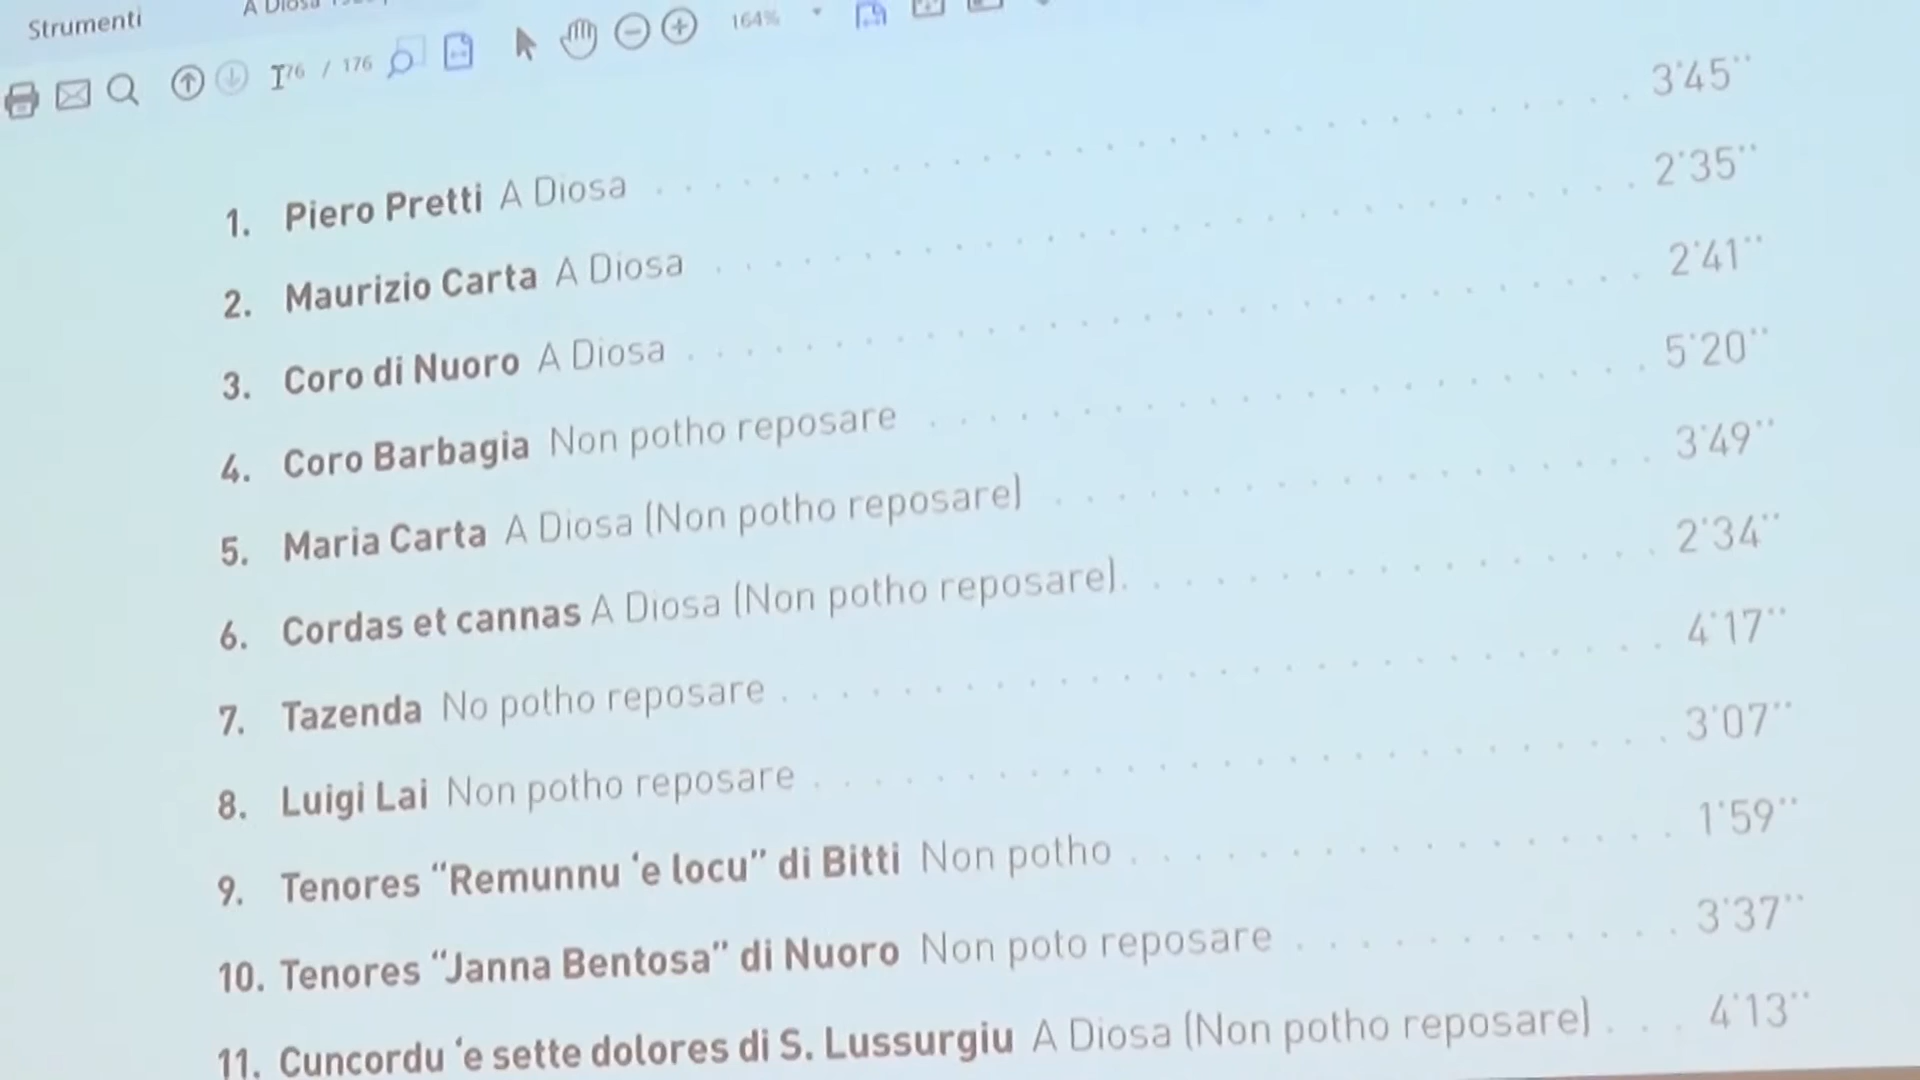 Strumenti
A Diosa
76 / 176
164%
1. Piero Pretti A Diosa 3'45''
2. Maurizio Carta A Diosa 2'35''
3. Coro di Nuoro A Diosa 2'41''
4. Coro Barbagia Non potho reposare 5'20''
5. Maria Carta A Diosa (Non potho reposare) 3'49''
6. Cordas et cannas A Diosa (Non potho reposare). 2'34''
7. Tazenda No potho reposare 4'17''
8. Luigi Lai Non potho reposare 3'07''
9. Tenores “Remunnu ‘e locu” di Bitti Non potho 1'59''
10. Tenores “Janna Bentosa” di Nuoro Non poto reposare 3'37''
11. Cuncordu ‘e sette dolores di S. Lussurgiu A Diosa (Non potho reposare) 4'13''